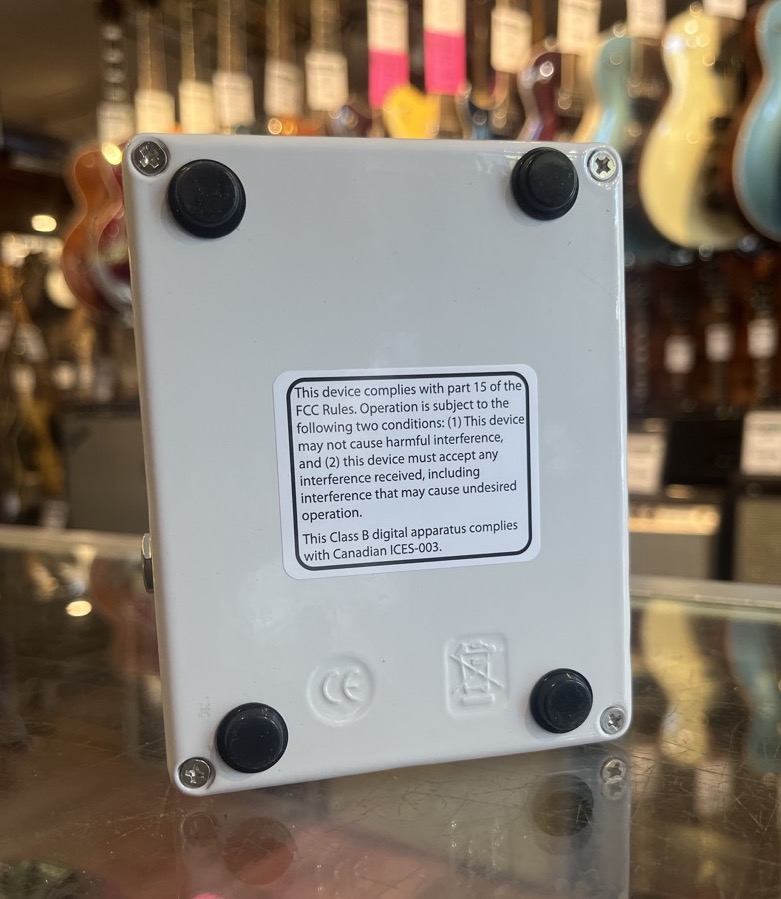 This device complies with part 15 of the
FCC Rules. Operation is subject to the
following two conditions: (1) This device
may not cause harmful interference,
and (2) this device must accept any
interference received, including
interference that may cause undesired
operation.
This Class B digital apparatus complies
with Canadian ICES-003.
CE